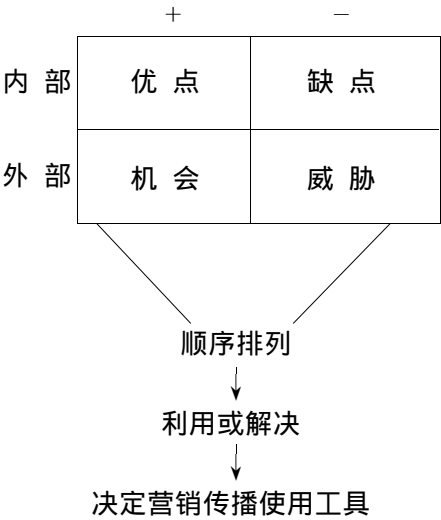 ＋ －
内部 优点 缺点
外部 机会 威胁
顺序排列
利用或解决
决定营销传播使用工具